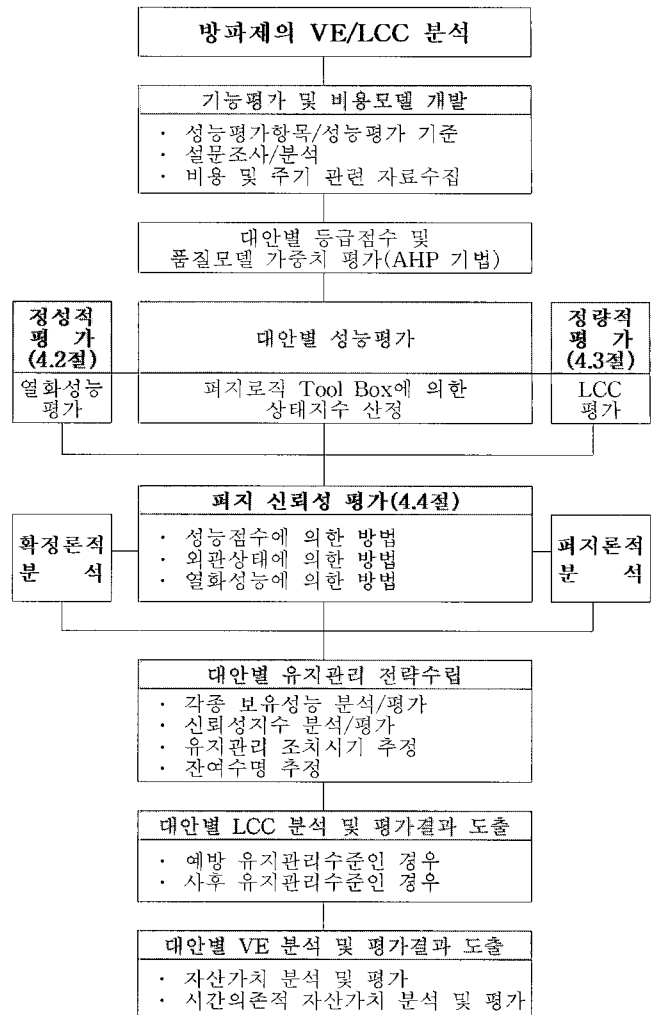 방파제의 VE/LCC 분석
기능평가 및 비용모델 개발
· 성능평가항목/성능평가 기준
· 설문조사/분석
· 비용 및 주기 관련 자료수집
대안별 등급점수 및
품질모델 가중치 평가(AHP 기법)
정성적
평 가
(4.2절)
열화성능
평가
대안별 성능평가
퍼지로직 Tool Box에 의한
상태지수 산정
정량적
평 가
(4.3절)
LCC
평가
퍼지 신뢰성 평가(4.4절)
· 성능점수에 의한 방법
· 외관상태에 의한 방법
· 열화성능에 의한 방법
확정론적
분 석
퍼지론적
분 석
대안별 유지관리 전략수립
· 각종 보유성능 분석/평가
· 신뢰성지수 분석/평가
· 유지관리 조치시기 추정
· 잔여수명 추정
대안별 LCC 분석 및 평가결과 도출
· 예방 유지관리수준인 경우
· 사후 유지관리수준인 경우
대안별 VE 분석 및 평가결과 도출
· 자산가치 분석 및 평가
· 시간의존적 자산가치 분석 및 평가